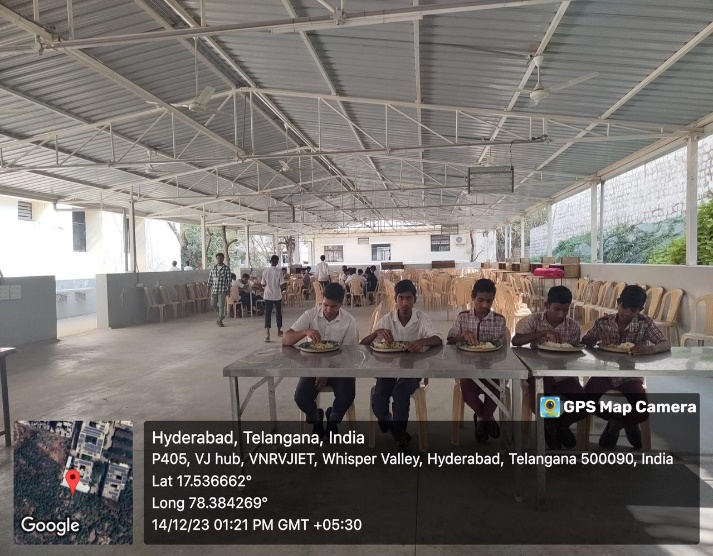 GPS Map Camera
Hyderabad, Telangana, India
P405, VJ hub, VNRVJIET, Whisper Valley, Hyderabad, Telangana 500090, India
Lat 17.536662°
Long 78.384269°
14/12/23 01:21 PM GMT +05:30
Google